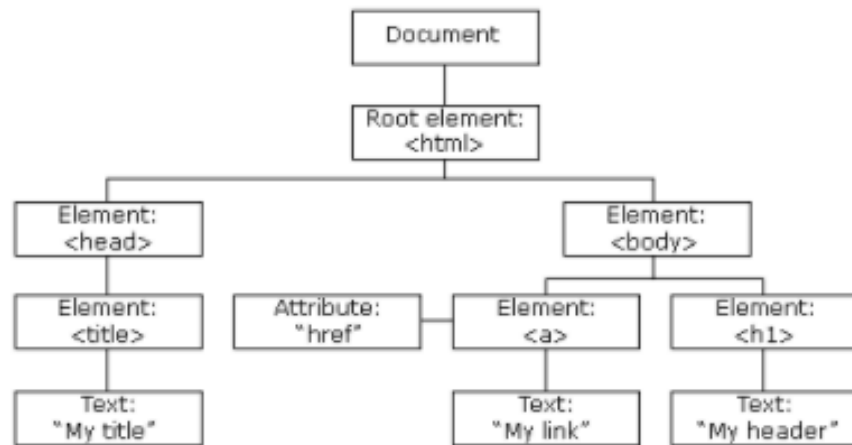 Document
Root element:
<html>
Element:
<head>
Element:
<body>
Element:
<title>
Attribute:
“href”
Element:
<a>
Element:
<h1>
Text:
“My title”
Text:
“My link”
Text:
“My header”